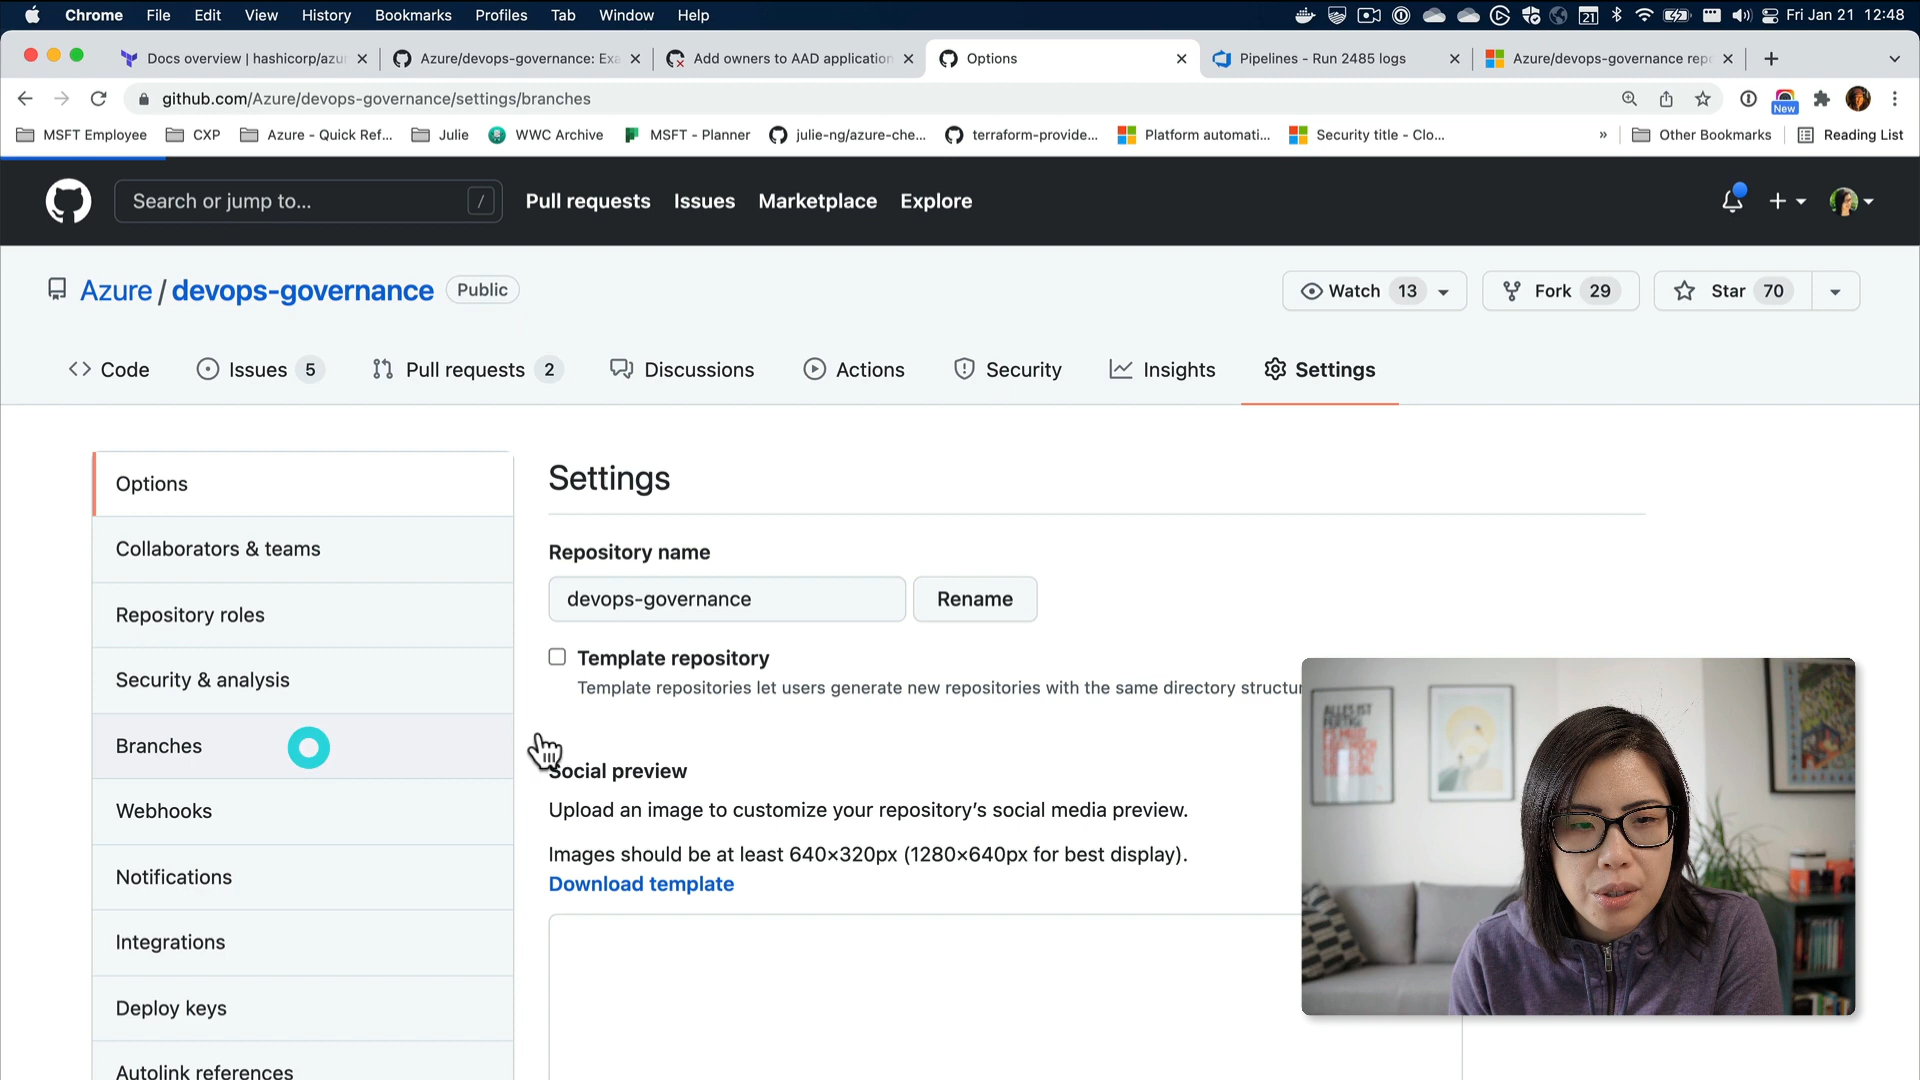 Chrome File Edit View History Bookmarks Profiles Tab Window Help
21 Fri Jan 21 12:48
Docs overview | hashicorp/azu
Azure/devops-governance: Exa
Add owners to AAD application
Options
Pipelines - Run 2485 logs
Azure/devops-governance rep
github.com/Azure/devops-governance/settings/branches
New
MSFT Employee
CXP
Azure - Quick Ref...
Julie
WWC Archive
MSFT - Planner
julie-ng/azure-che...
terraform-provide...
Platform automati...
Security title - Clo...
»
Other Bookmarks
Reading List
Search or jump to... /
Pull requests Issues Marketplace Explore
Azure / devops-governance Public
Watch 13
Fork 29
Star 70
Code
Issues 5
Pull requests 2
Discussions
Actions
Security
Insights
Settings
Options
Collaborators & teams
Repository roles
Security & analysis
Branches
Webhooks
Notifications
Integrations
Deploy keys
Autolink references
Settings
Repository name
devops-governance Rename
Template repository
Template repositories let users generate new repositories with the same directory structu
Social preview
Upload an image to customize your repository's social media preview.
Images should be at least 640×320px (1280×640px for best display).
Download template
ALLES IST